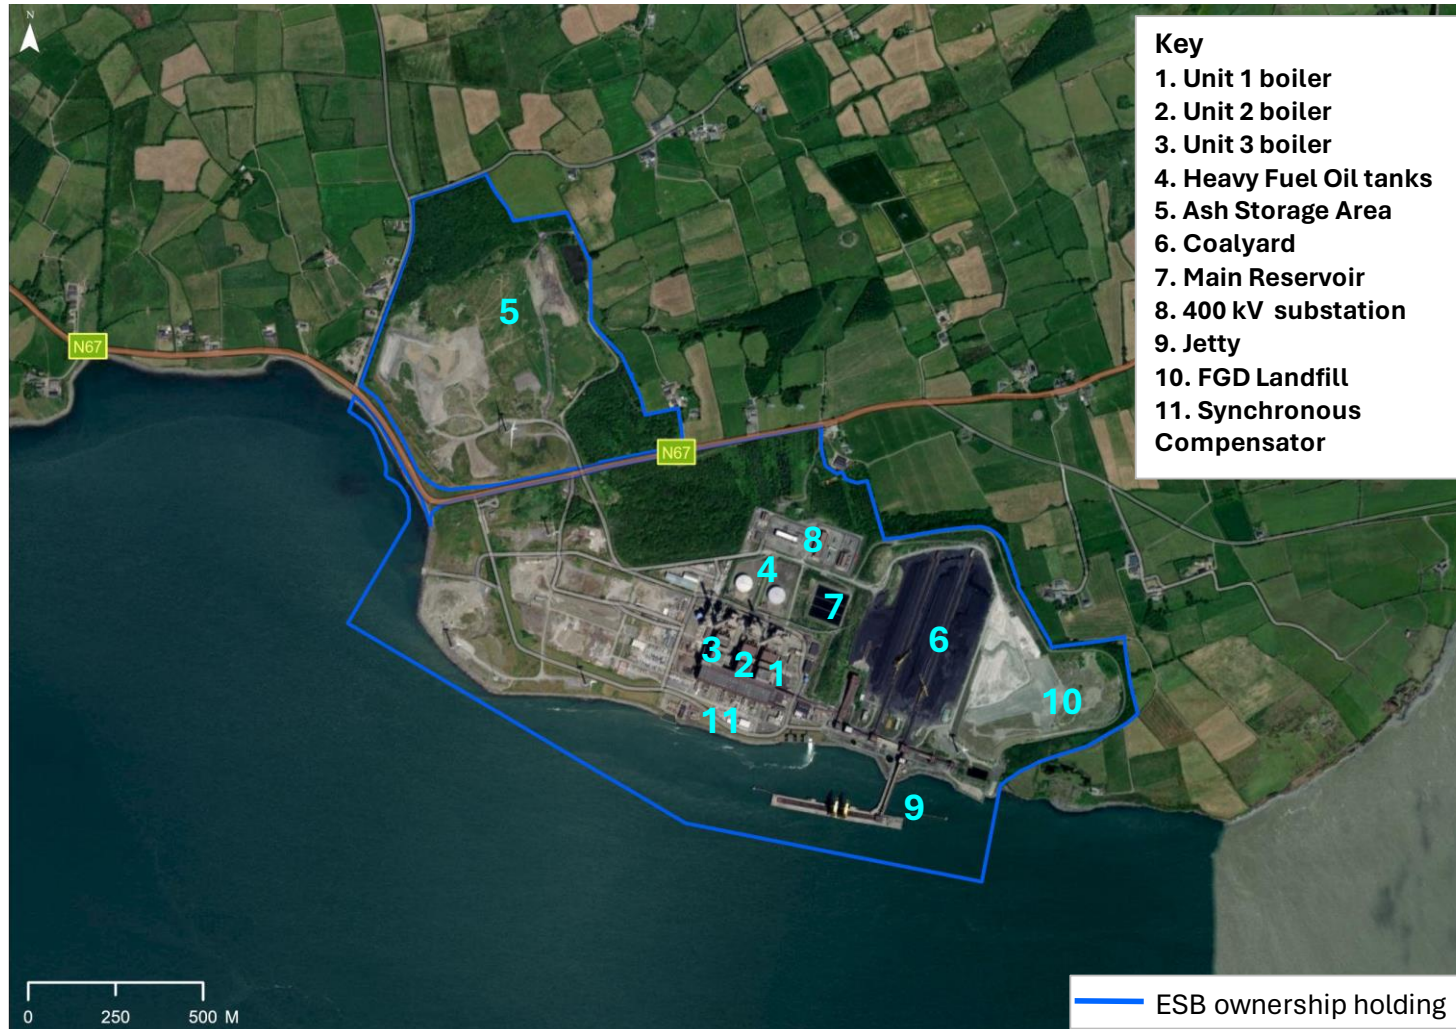 N
Key
1. Unit 1 boiler
2. Unit 2 boiler
3. Unit 3 boiler
4. Heavy Fuel Oil tanks
5. Ash Storage Area
6. Coalyard
7. Main Reservoir
8. 400 kV  substation
9. Jetty
10. FGD Landfill
11. Synchronous
Compensator
5
N67
N67
8
4
7
6
3
2
1
10
11
9
0 250 500 M
ESB ownership holding